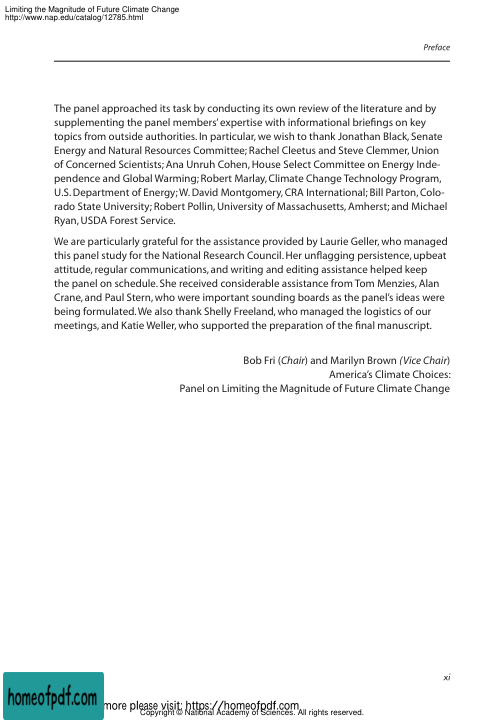 Limiting the Magnitude of Future Climate Change
http://www.nap.edu/catalog/12785.html
Preface
The panel approached its task by conducting its own review of the literature and by
supplementing the panel members’ expertise with informational briefings on key
topics from outside authorities. In particular, we wish to thank Jonathan Black, Senate
Energy and Natural Resources Committee; Rachel Cleetus and Steve Clemmer, Union
of Concerned Scientists; Ana Unruh Cohen, House Select Committee on Energy Inde-
pendence and Global Warming; Robert Marlay, Climate Change Technology Program,
U.S. Department of Energy; W. David Montgomery, CRA International; Bill Parton, Colo-
rado State University; Robert Pollin, University of Massachusetts, Amherst; and Michael
Ryan, USDA Forest Service.
We are particularly grateful for the assistance provided by Laurie Geller, who managed
this panel study for the National Research Council. Her unflagging persistence, upbeat
attitude, regular communications, and writing and editing assistance helped keep
the panel on schedule. She received considerable assistance from Tom Menzies, Alan
Crane, and Paul Stern, who were important sounding boards as the panel’s ideas were
being formulated. We also thank Shelly Freeland, who managed the logistics of our
meetings, and Katie Weller, who supported the preparation of the final manuscript.
Bob Fri (Chair) and Marilyn Brown (Vice Chair)
America’s Climate Choices:
Panel on Limiting the Magnitude of Future Climate Change
xi
homeofpdf.com
more please visit: https://homeofpdf.com
Copyright © National Academy of Sciences. All rights reserved.